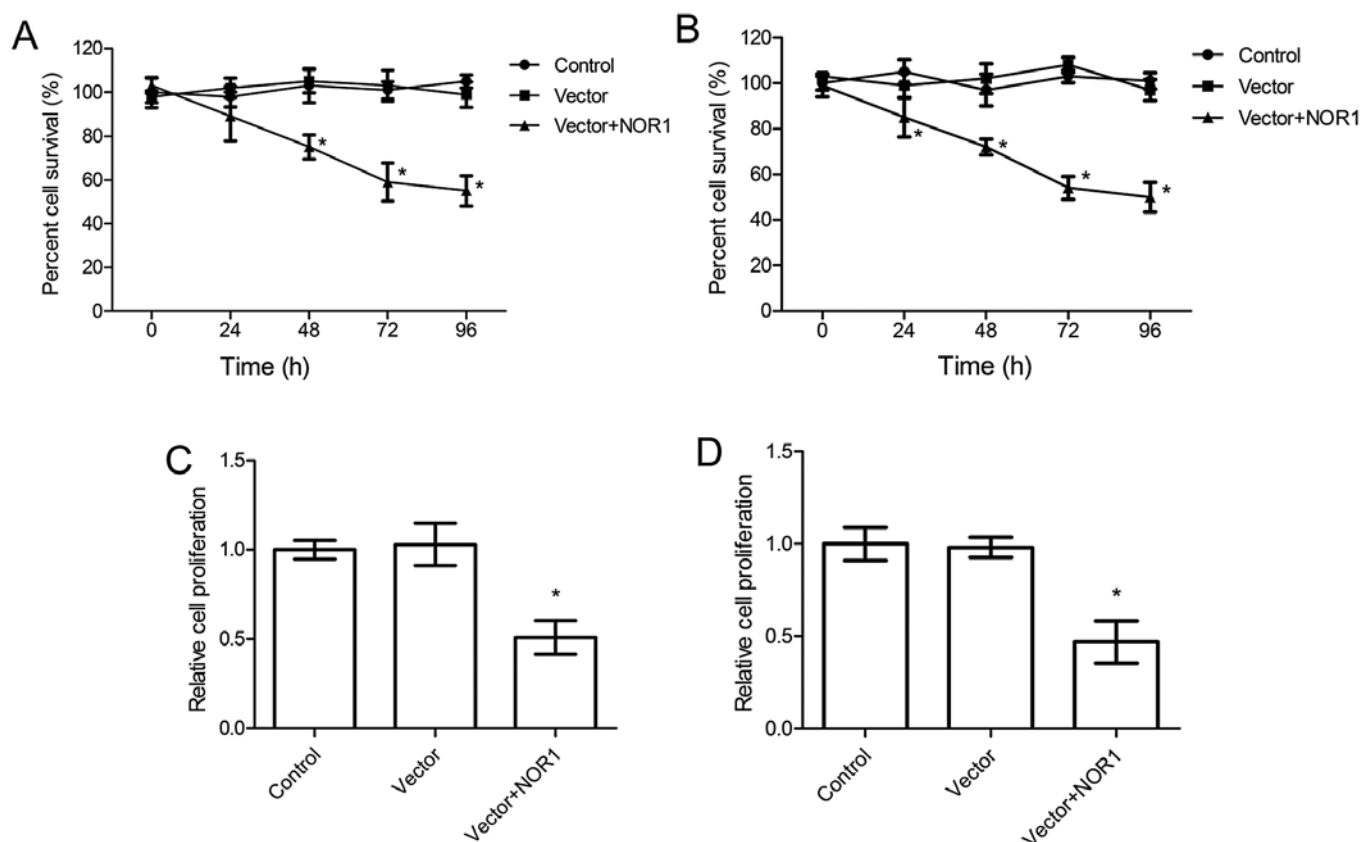 A
Percent cell survival (%)
120
100
80
60
40
20
0
0 24 48 72 96
Time (h)
Control
Vector
Vector+NOR1
*
*
*
B
Percent cell survival (%)
120
100
80
60
40
20
0
0 24 48 72 96
Time (h)
Control
Vector
Vector+NOR1
*
*
*
*
C
Relative cell proliferation
1.5
1.0
0.5
0.0
*
Control
Vector
Vector+NOR1
D
Relative cell proliferation
1.5
1.0
0.5
0.0
*
Control
Vector
Vector+NOR1